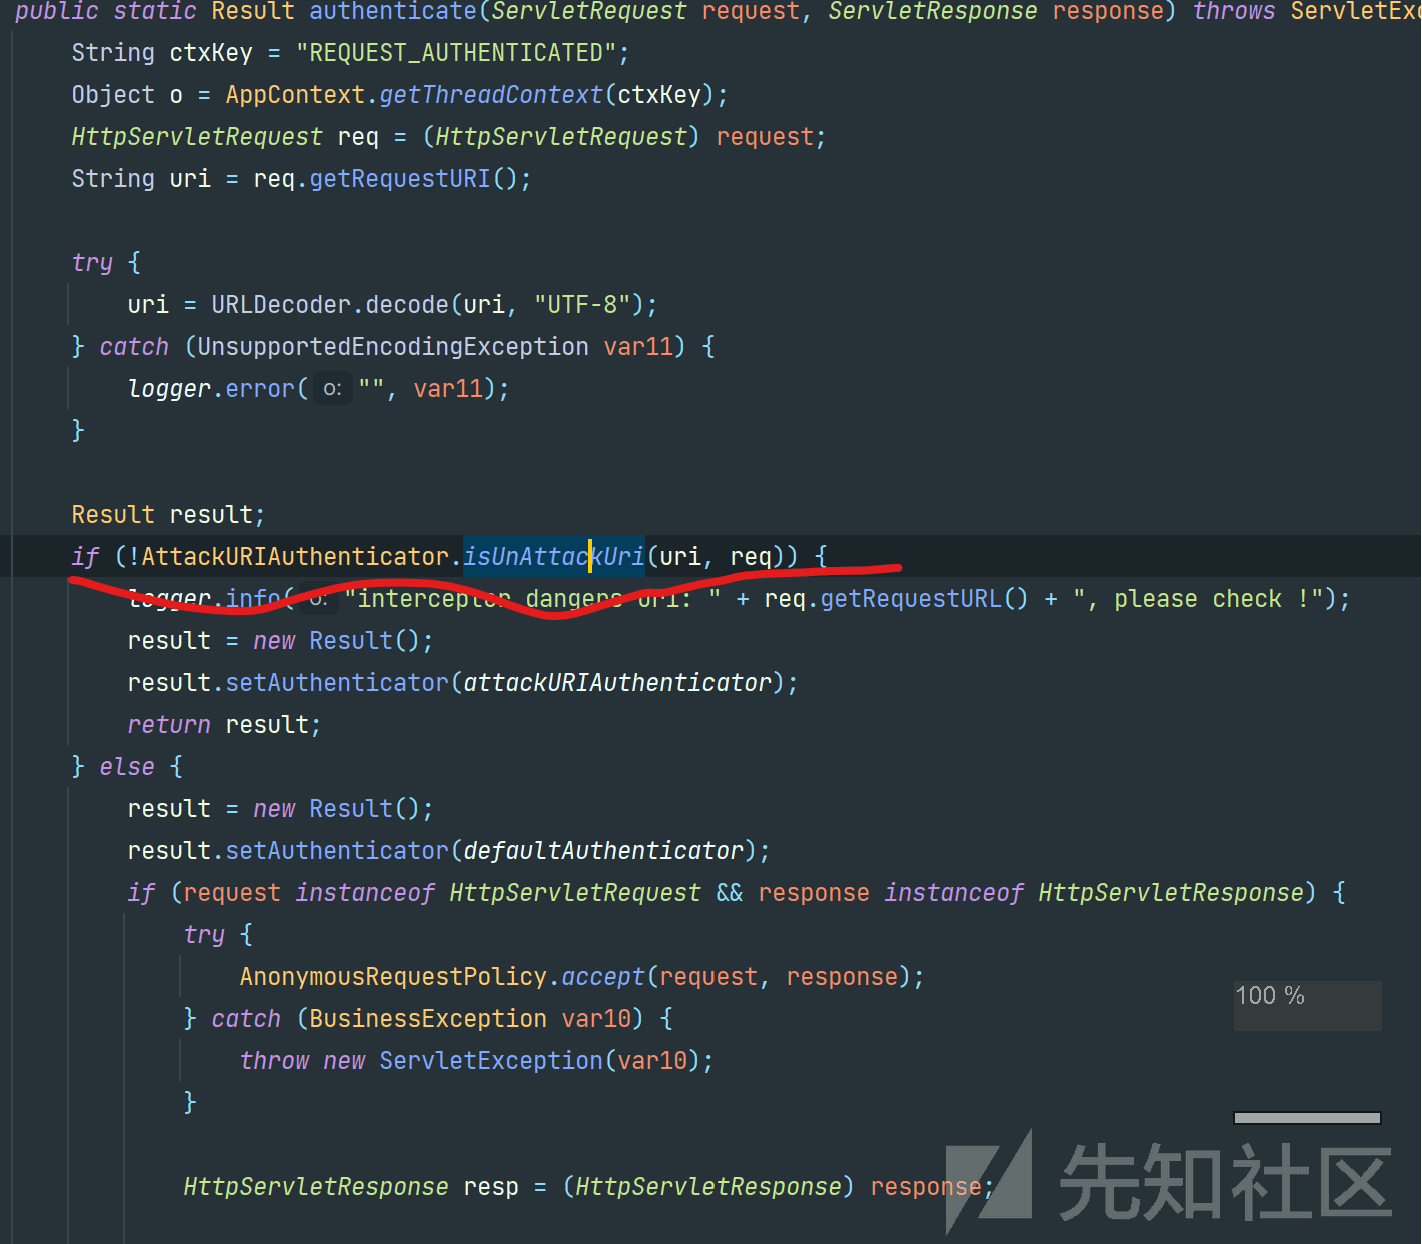 public static Result authenticate(ServletRequest request, ServletResponse response) throws ServletExc
String ctxKey = "REQUEST_AUTHENTICATED";
Object o = AppContext.getThreadContext(ctxKey);
HttpServletRequest req = (HttpServletRequest) request;
String uri = req.getRequestURI();
try {
uri = URLDecoder.decode(uri, "UTF-8");
} catch (UnsupportedEncodingException var11) {
logger.error( o: "", var11);
}
Result result;
if (!AttackURIAuthenticator.isUnAttackUri(uri, req)) {
logger.info( o: "interceptor dangers uri: " + req.getRequestURL() + ", please check !");
result = new Result();
result.setAuthenticator(attackURIAuthenticator);
return result;
} else {
result = new Result();
result.setAuthenticator(defaultAuthenticator);
if (request instanceof HttpServletRequest && response instanceof HttpServletResponse) {
try {
AnonymousRequestPolicy.accept(request, response);
} catch (BusinessException var10) {
100 %
throw new ServletException(var10);
}
HttpServletResponse resp = (HttpServletResponse) response;
先知社区